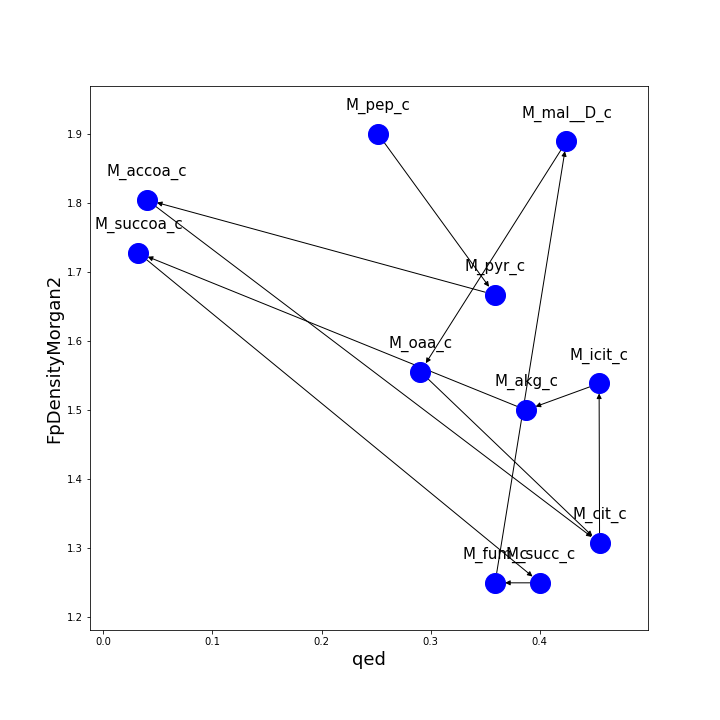 M_pep_c
M_mal__D_c
M_accoa_c
M_succoa_c
M_pyr_c
M_oaa_c
M_icit_c
M_akg_c
M_cit_c
M_fum_c
M_succ_c
1.9
1.8
1.7
1.6
1.5
1.4
1.3
1.2
FpDensityMorgan2
0.0 0.1 0.2 0.3 0.4
qed